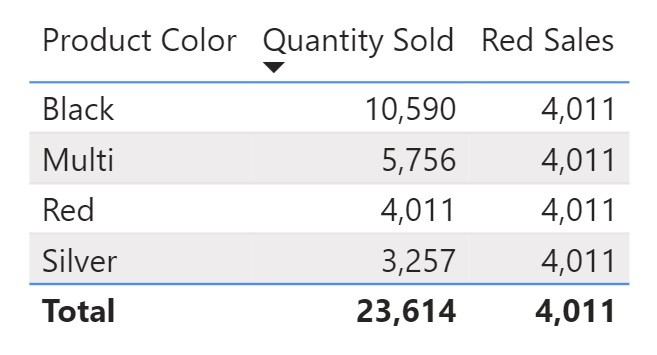 Product Color Quantity Sold Red Sales
Black 10,590 4,011
Multi 5,756 4,011
Red 4,011 4,011
Silver 3,257 4,011
Total 23,614 4,011